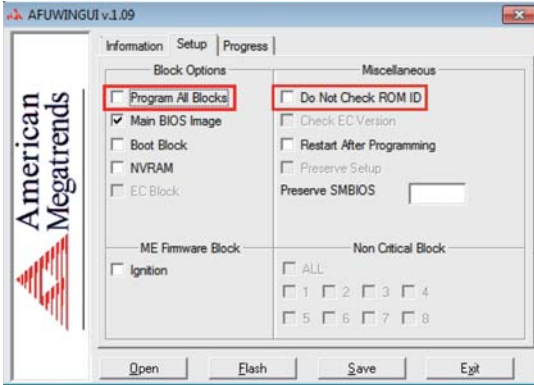 AFUWINGUI v.1.09
Information Setup Progress
American
Megatrends
Block Options
Program All Blocks
Main BIOS Image
Boot Block
NVRAM
EC Block
Miscellaneous
Do Not Check ROM ID
Check EC Version
Restart After Programming
Preserve Setup
Preserve SMBIOS
ME Firmware Block
Ignition
Non Critical Block
ALL
1 2 3 4
5 6 7 8
Open Flash Save Exit